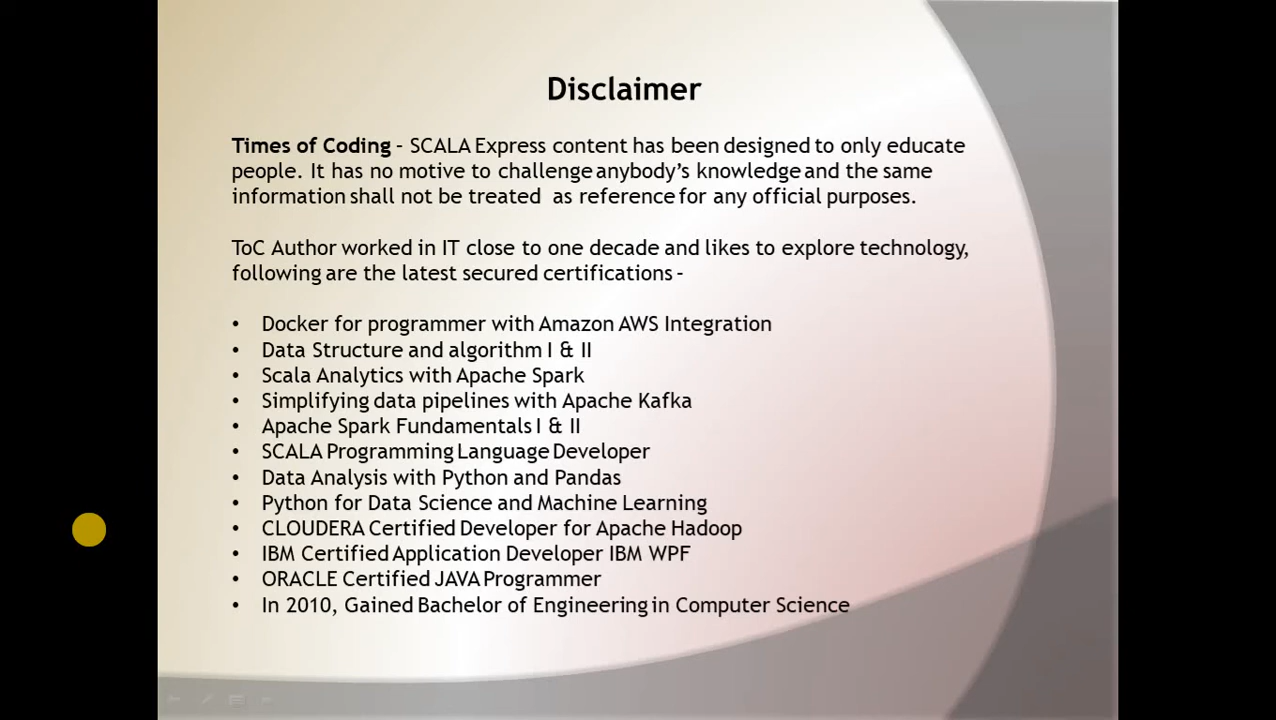 Disclaimer
Times of Coding - SCALA Express content has been designed to only educate
people. It has no motive to challenge anybody's knowledge and the same
information shall not be treated as reference for any official purposes.
ToC Author worked in IT close to one decade and likes to explore technology,
following are the latest secured certifications -
• Docker for programmer with Amazon AWS Integration
• Data Structure and algorithm I & II
• Scala Analytics with Apache Spark
• Simplifying data pipelines with Apache Kafka
• Apache Spark Fundamentals I & II
• SCALA Programming Language Developer
• Data Analysis with Python and Pandas
• Python for Data Science and Machine Learning
• CLOUDERA Certified Developer for Apache Hadoop
• IBM Certified Application Developer IBM WPF
• ORACLE Certified JAVA Programmer
• In 2010, Gained Bachelor of Engineering in Computer Science